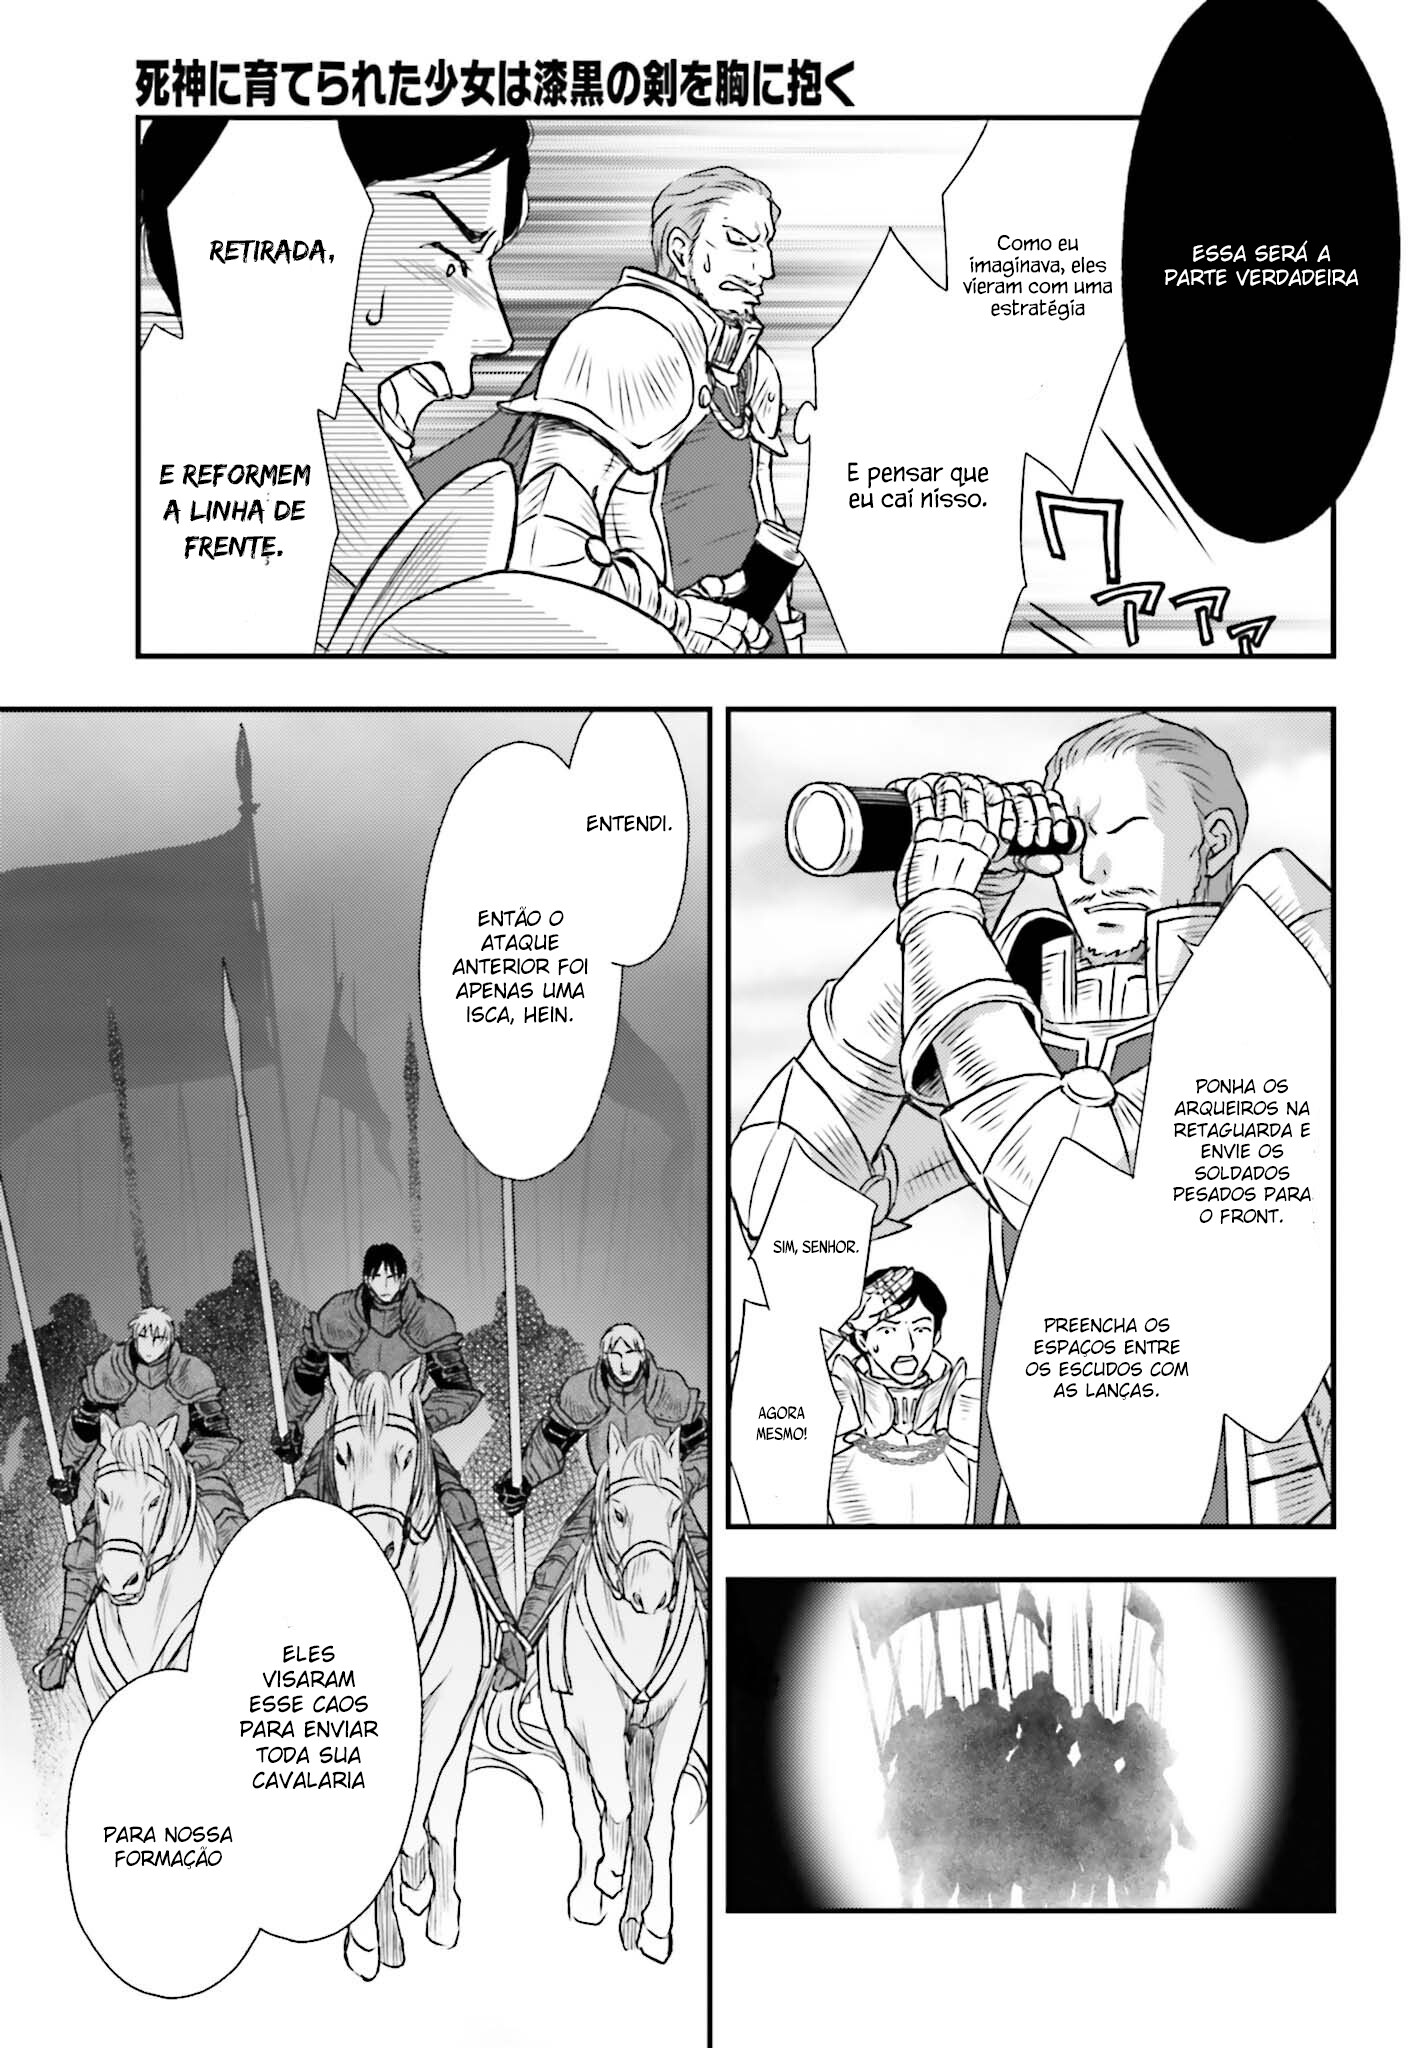 死神に育てられた少女は漆黒の剣を胸に抱く
ESSA SERÁ A
PARTE VERDADEIRA
Como eu
imaginava, eles
vieram com uma
estratégia
E pensar que
eu caí nisso.
ワァァァ
RETIRADA,
E REFORMEM
A LINHA DE
FRENTE.
PONHA OS
ARQUEIROS NA
RETAGUARDA E
ENVIE OS
SOLDADOS
PESADOS PARA
O FRONT.
PREENCHA OS
ESPAÇOS ENTRE
OS ESCUDOS COM
AS LANÇAS.
SIM, SENHOR.
AGORA
MESMO!
ENTENDI.
ENTÃO O
ATAQUE
ANTERIOR FOI
APENAS UMA
ISCA, HEIN.
ELES
VISARAM
ESSE CAOS
PARA ENVIAR
TODA SUA
CAVALARIA
PARA NOSSA
FORMAÇÃO